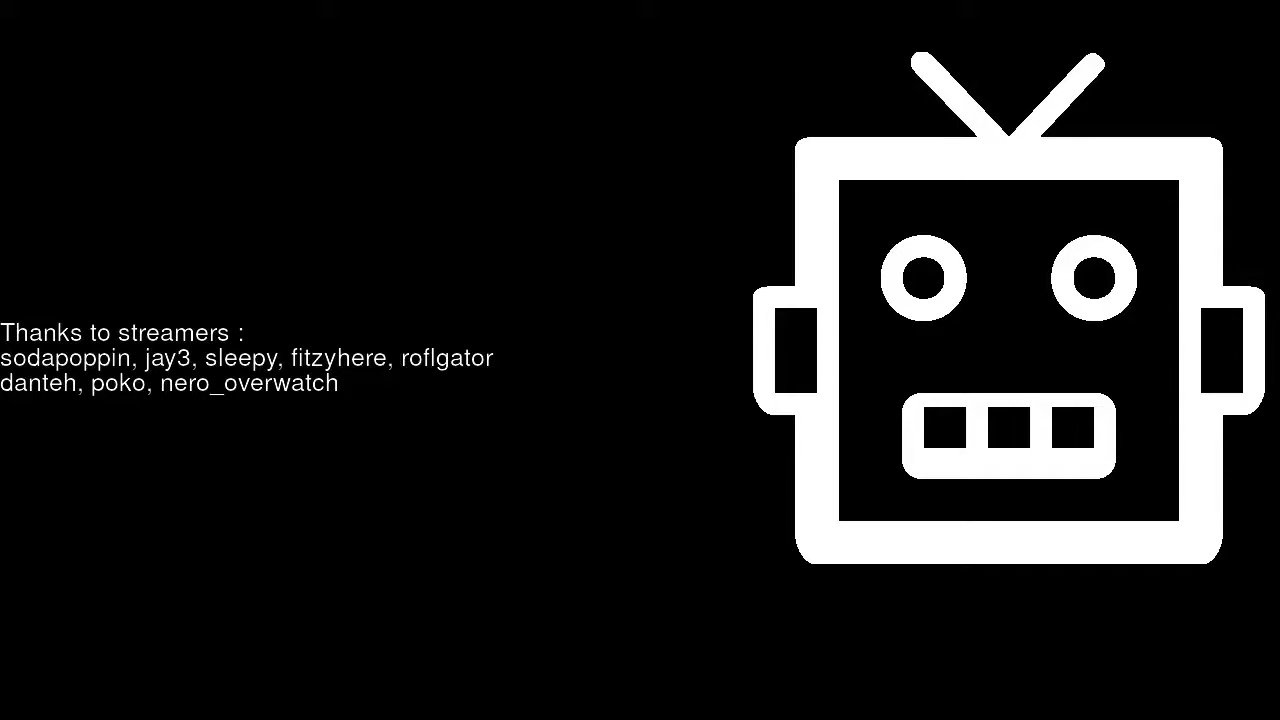 Thanks to streamers :
sodapoppin, jay3, sleepy, fitzyhere, roflgator
danteh, poko, nero_overwatch